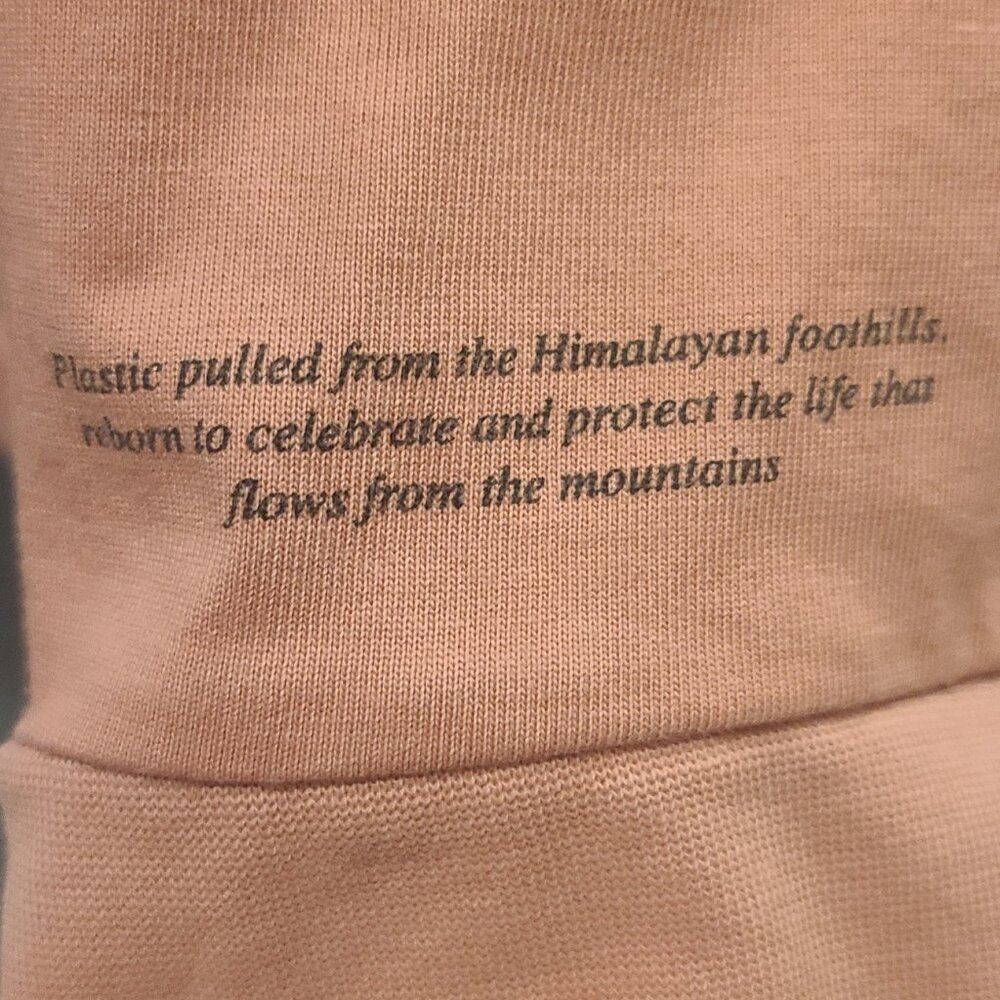 Plastic pulled from the Himalayan foothills,
reborn to celebrate and protect the life that
flows from the mountains